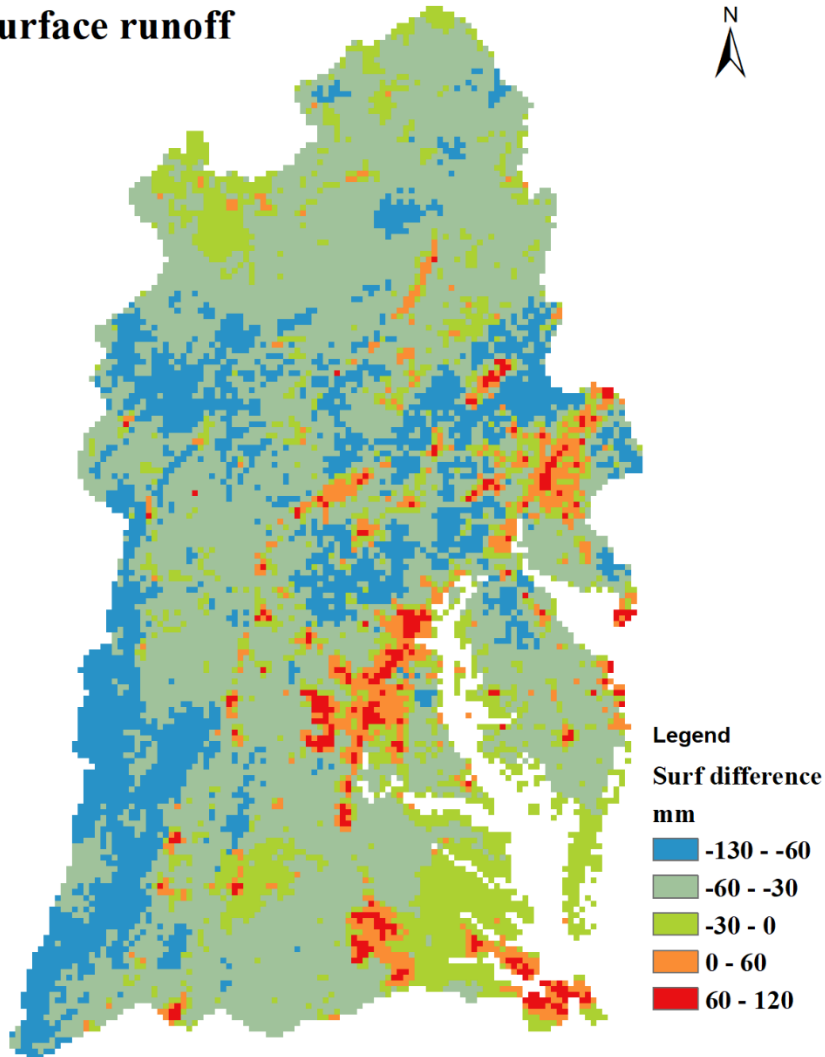 urface runoff
N
Legend
Surf difference
mm
-130 - -60
-60 - -30
-30 - 0
0 - 60
60 - 120